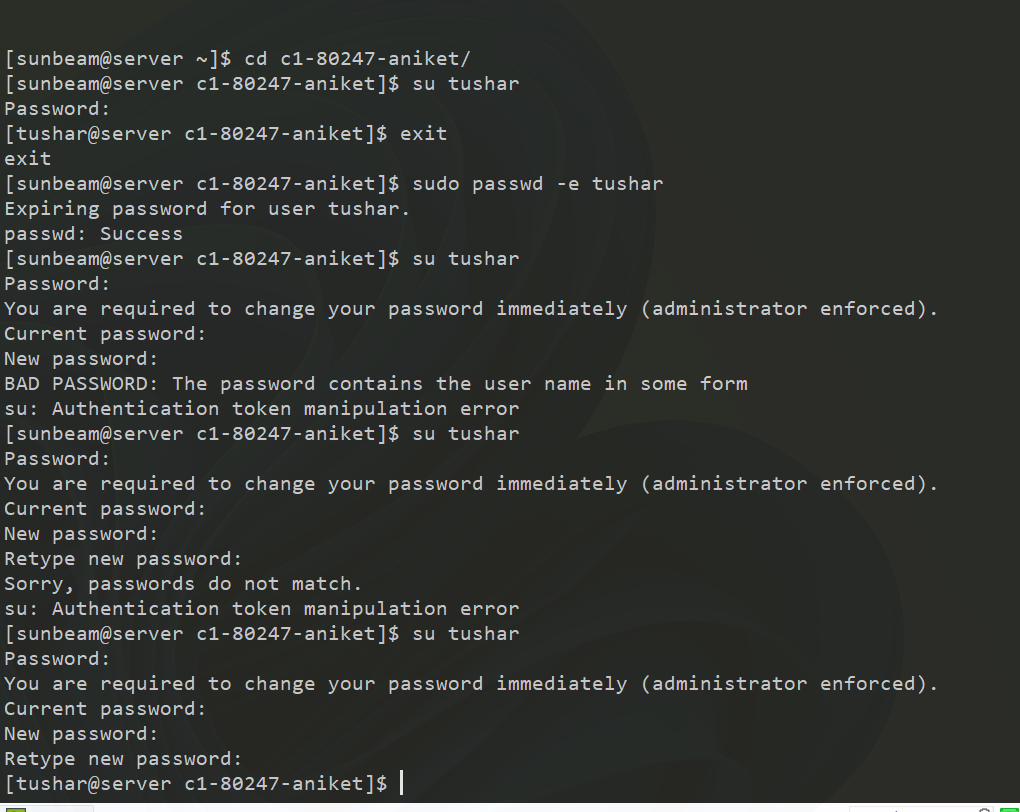 [sunbeam@server ~]$ cd c1-80247-aniket/
[sunbeam@server c1-80247-aniket]$ su tushar
Password:
[tushar@server c1-80247-aniket]$ exit
exit
[sunbeam@server c1-80247-aniket]$ sudo passwd -e tushar
Expiring password for user tushar.
passwd: Success
[sunbeam@server c1-80247-aniket]$ su tushar
Password:
You are required to change your password immediately (administrator enforced).
Current password:
New password:
BAD PASSWORD: The password contains the user name in some form
su: Authentication token manipulation error
[sunbeam@server c1-80247-aniket]$ su tushar
Password:
You are required to change your password immediately (administrator enforced).
Current password:
New password:
Retype new password:
Sorry, passwords do not match.
su: Authentication token manipulation error
[sunbeam@server c1-80247-aniket]$ su tushar
Password:
You are required to change your password immediately (administrator enforced).
Current password:
New password:
Retype new password:
[tushar@server c1-80247-aniket]$